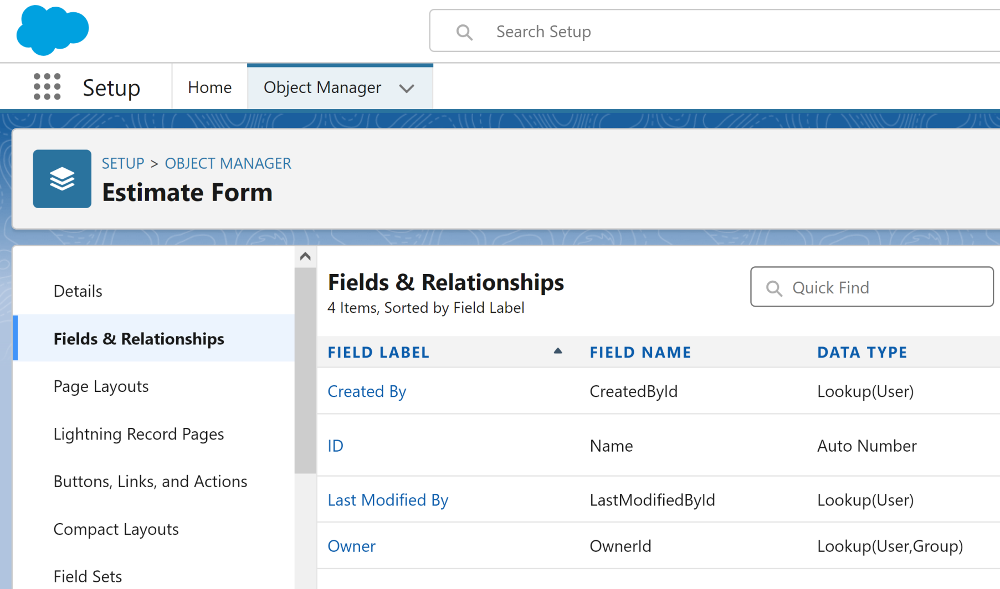 Search Setup
Setup
Home
Object Manager
SETUP > OBJECT MANAGER
Estimate Form
Details
Fields & Relationships
Page Layouts
Lightning Record Pages
Buttons, Links, and Actions
Compact Layouts
Field Sets
Fields & Relationships
4 Items, Sorted by Field Label
Quick Find
FIELD LABEL FIELD NAME DATA TYPE
Created By CreatedById Lookup(User)
ID Name Auto Number
Last Modified By LastModifiedById Lookup(User)
Owner OwnerId Lookup(User,Group)